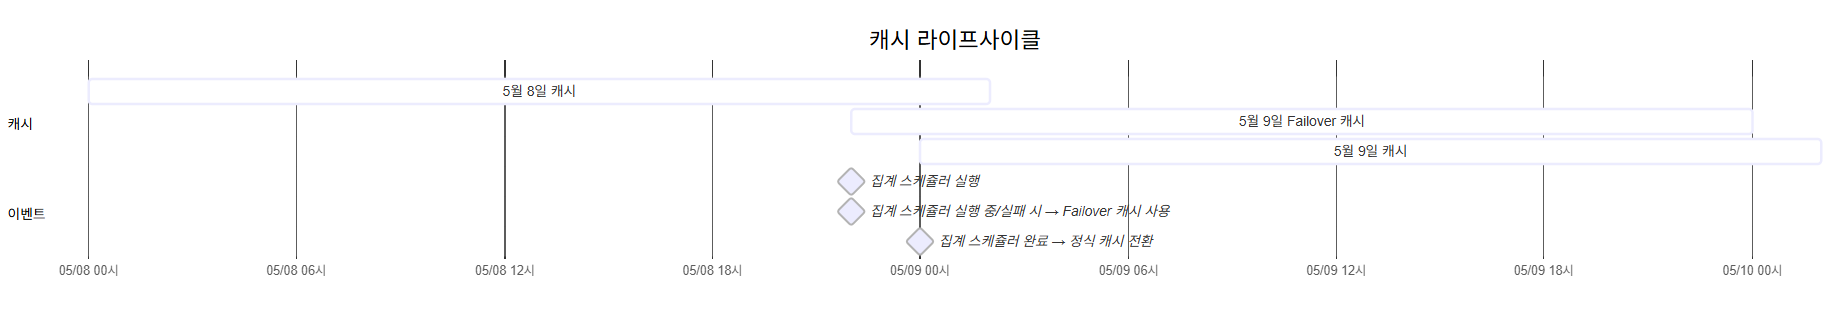 캐시 라이프사이클
5월 8일 캐시
캐시
5월 9일 Failover 캐시
5월 9일 캐시
집계 스케줄러 실행
이벤트
집계 스케줄러 실행 중/실패 시 → Failover 캐시 사용
집계 스케줄러 완료 → 정식 캐시 전환
05/08 00시 05/08 06시 05/08 12시 05/08 18시 05/09 00시 05/09 06시 05/09 12시 05/09 18시 05/10 00시